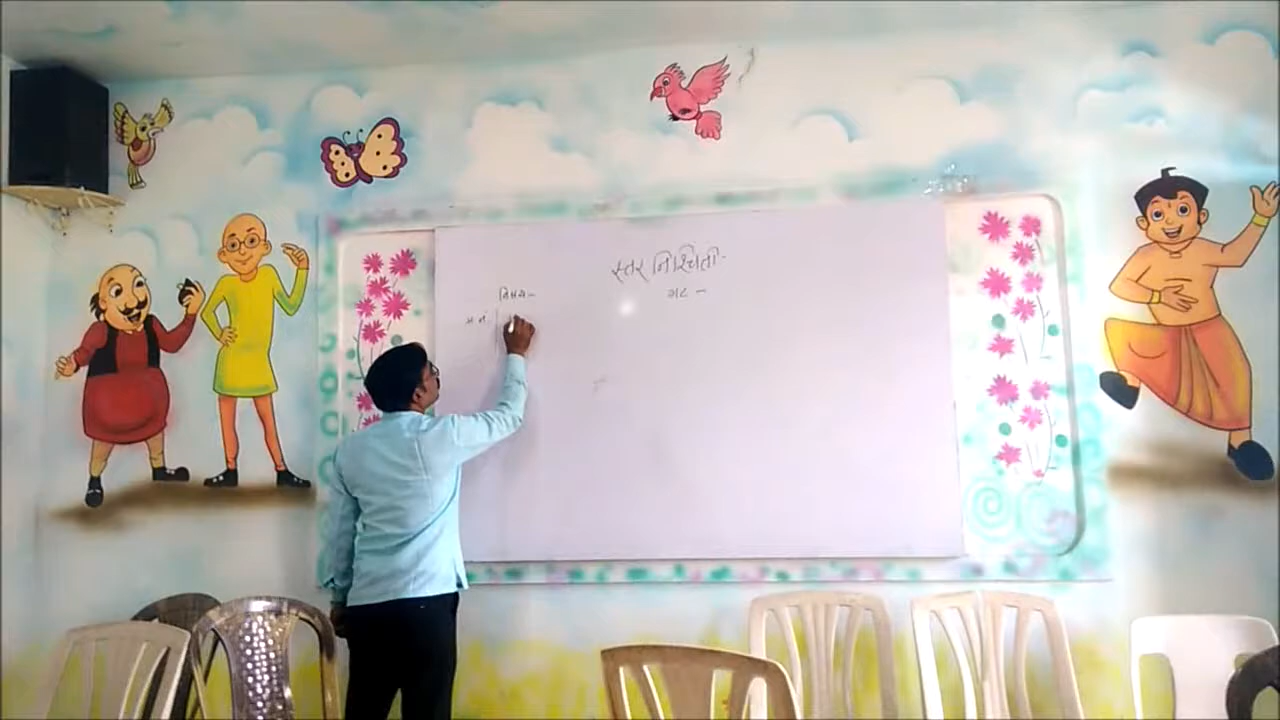 स्तर निश्चिती-
गट -
विषय -
अ नं